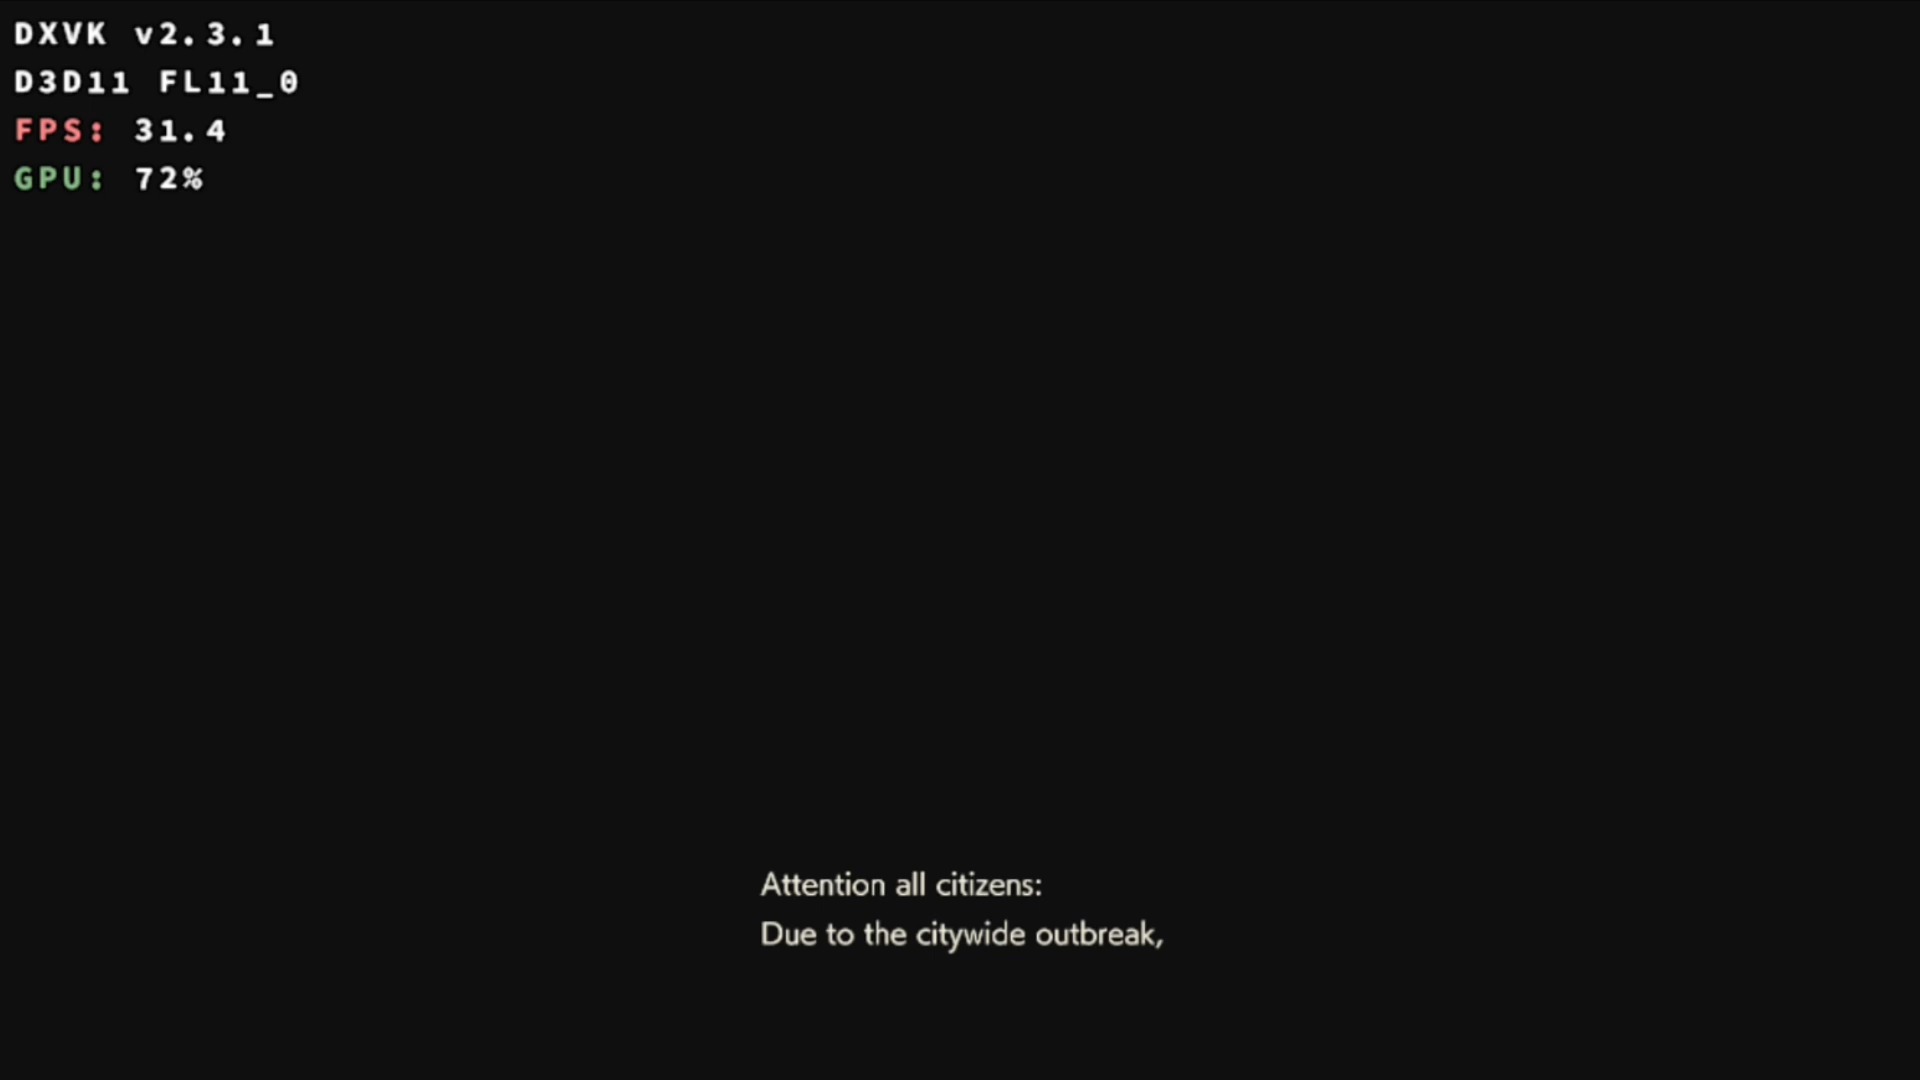 DXVK v2.3.1
D3D11 FL11_0
FPS: 31.4
GPU: 72%
Attention all citizens:
Due to the citywide outbreak,